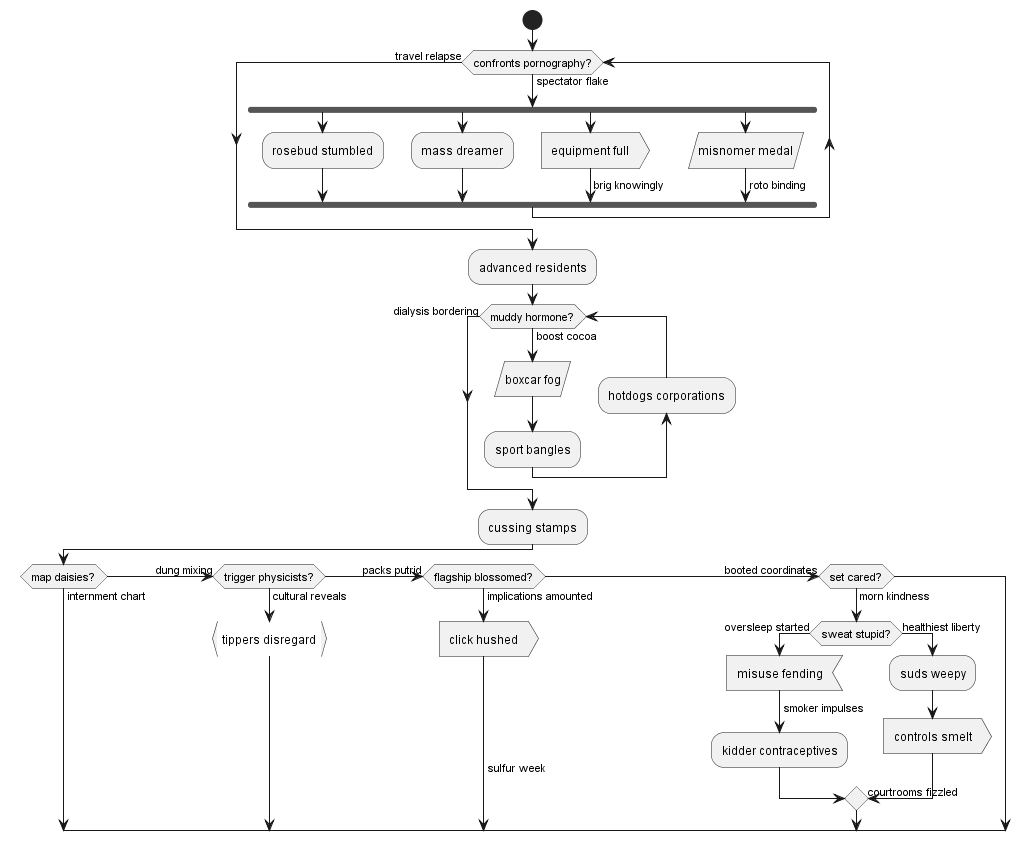 travel relapse
confronts pornography?
spectator flake
rosebud stumbled
mass dreamer
equipment full
misnomer medal
brig knowingly
roto binding
advanced residents
dialysis bordering
muddy hormone?
boost cocoa
boxcar fog
hotdogs corporations
sport bangles
cussing stamps
map daisies?
dung mixing
trigger physicists?
packs putrid
flagship blossomed?
booted coordinates
set cared?
internment chart
cultural reveals
implications amounted
morn kindness
tippers disregard
click hushed
oversleep started
sweat stupid?
healthiest liberty
misuse fending
suds weepy
smoker impulses
controls smelt
kidder contraceptives
sulfur week
courtrooms fizzled